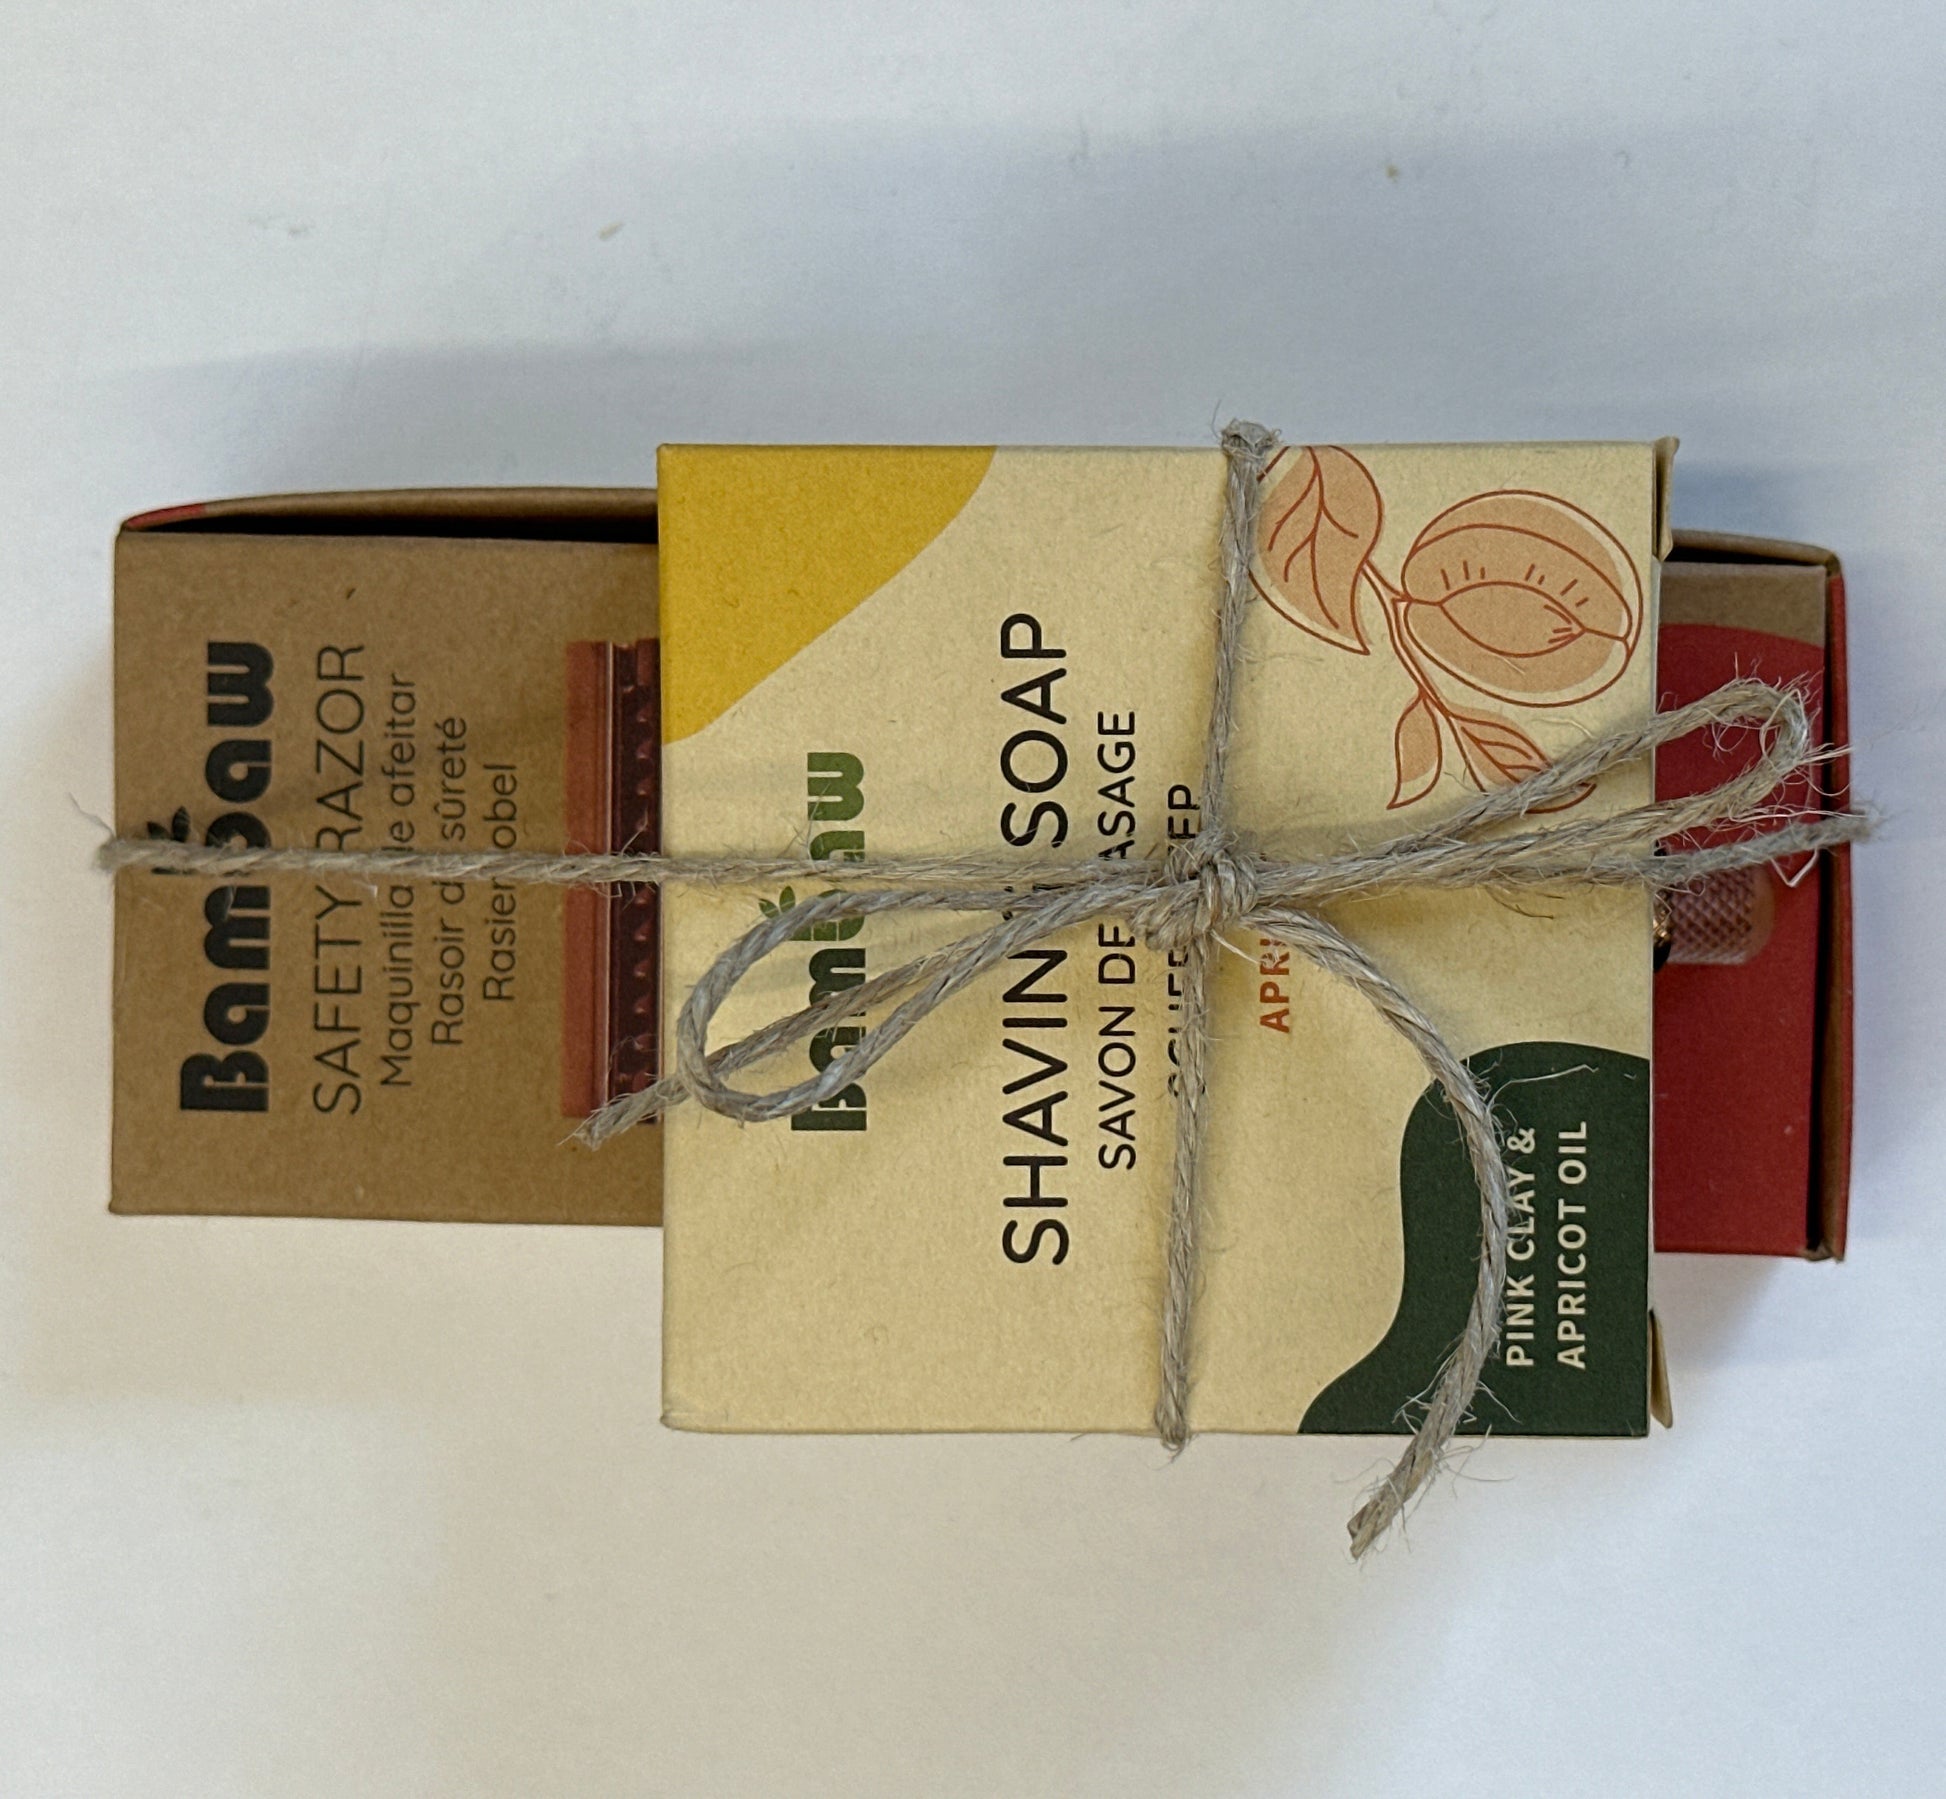 Bambaw
SAFETY RAZOR
Maquinilla de afeitar
Rasoir de sûreté
Rasierhobel
Bambaw
SHAVING SOAP
SAVON DE RASAGE
PINK CLAY &
APRICOT OIL